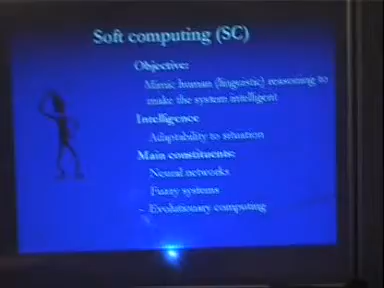 Soft computing (SC)
Objective:
Mimic human (linguistic) reasoning to
make the system intelligent
Intelligence
Adaptability to situation
Main constituents:
Neural networks
Fuzzy systems
– Evolutionary computing